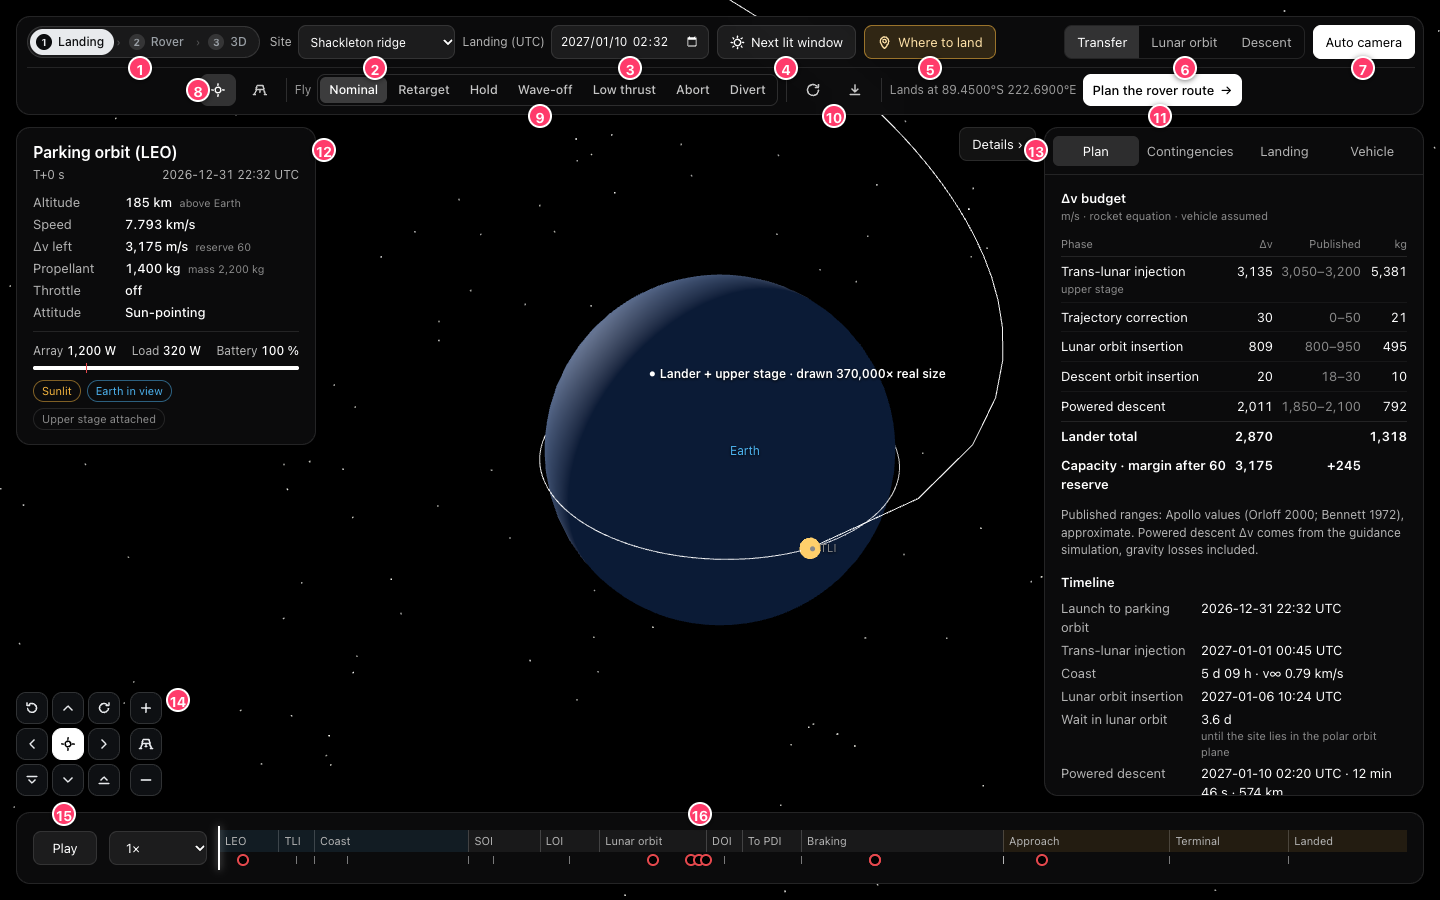 1 Landing › 2 Rover › 3 3D Site Shackleton ridge Landing (UTC) 2027/01/10 02:32 Next lit window Where to land Transfer Lunar orbit Descent Auto camera
1 2 3 4 5 6 7
8 Fly Nominal Retarget Hold Wave-off Low thrust Abort Divert Lands at 89.4500°S 222.6900°E Plan the rover route →
9 10 11
Parking orbit (LEO) 12
T+0 s 2026-12-31 22:32 UTC
Altitude 185 km above Earth
Speed 7.793 km/s
Δv left 3,175 m/s reserve 60
Propellant 1,400 kg mass 2,200 kg
Throttle off
Attitude Sun-pointing
Array 1,200 W Load 320 W Battery 100 %
Sunlit Earth in view
Upper stage attached
Details › 13
Lander + upper stage · drawn 370,000× real size
Earth
TLI
Plan Contingencies Landing Vehicle
Δv budget
m/s · rocket equation · vehicle assumed
Phase Δv Published kg
Trans-lunar injection 3,135 3,050–3,200 5,381
upper stage
Trajectory correction 30 0–50 21
Lunar orbit insertion 809 800–950 495
Descent orbit insertion 20 18–30 10
Powered descent 2,011 1,850–2,100 792
Lander total 2,870 1,318
Capacity · margin after 60 3,175 +245
reserve
Published ranges: Apollo values (Orloff 2000; Bennett 1972),
approximate. Powered descent Δv comes from the guidance
simulation, gravity losses included.
Timeline
Launch to parking 2026-12-31 22:32 UTC
orbit
Trans-lunar injection 2027-01-01 00:45 UTC
Coast 5 d 09 h · v∞ 0.79 km/s
Lunar orbit insertion 2027-01-06 10:24 UTC
Wait in lunar orbit 3.6 d
until the site lies in the polar orbit
plane
Powered descent 2027-01-10 02:20 UTC · 12 min
46 s · 574 km
14
15 16
Play 1× LEO TLI Coast SOI LOI Lunar orbit DOI To PDI Braking Approach Terminal Landed